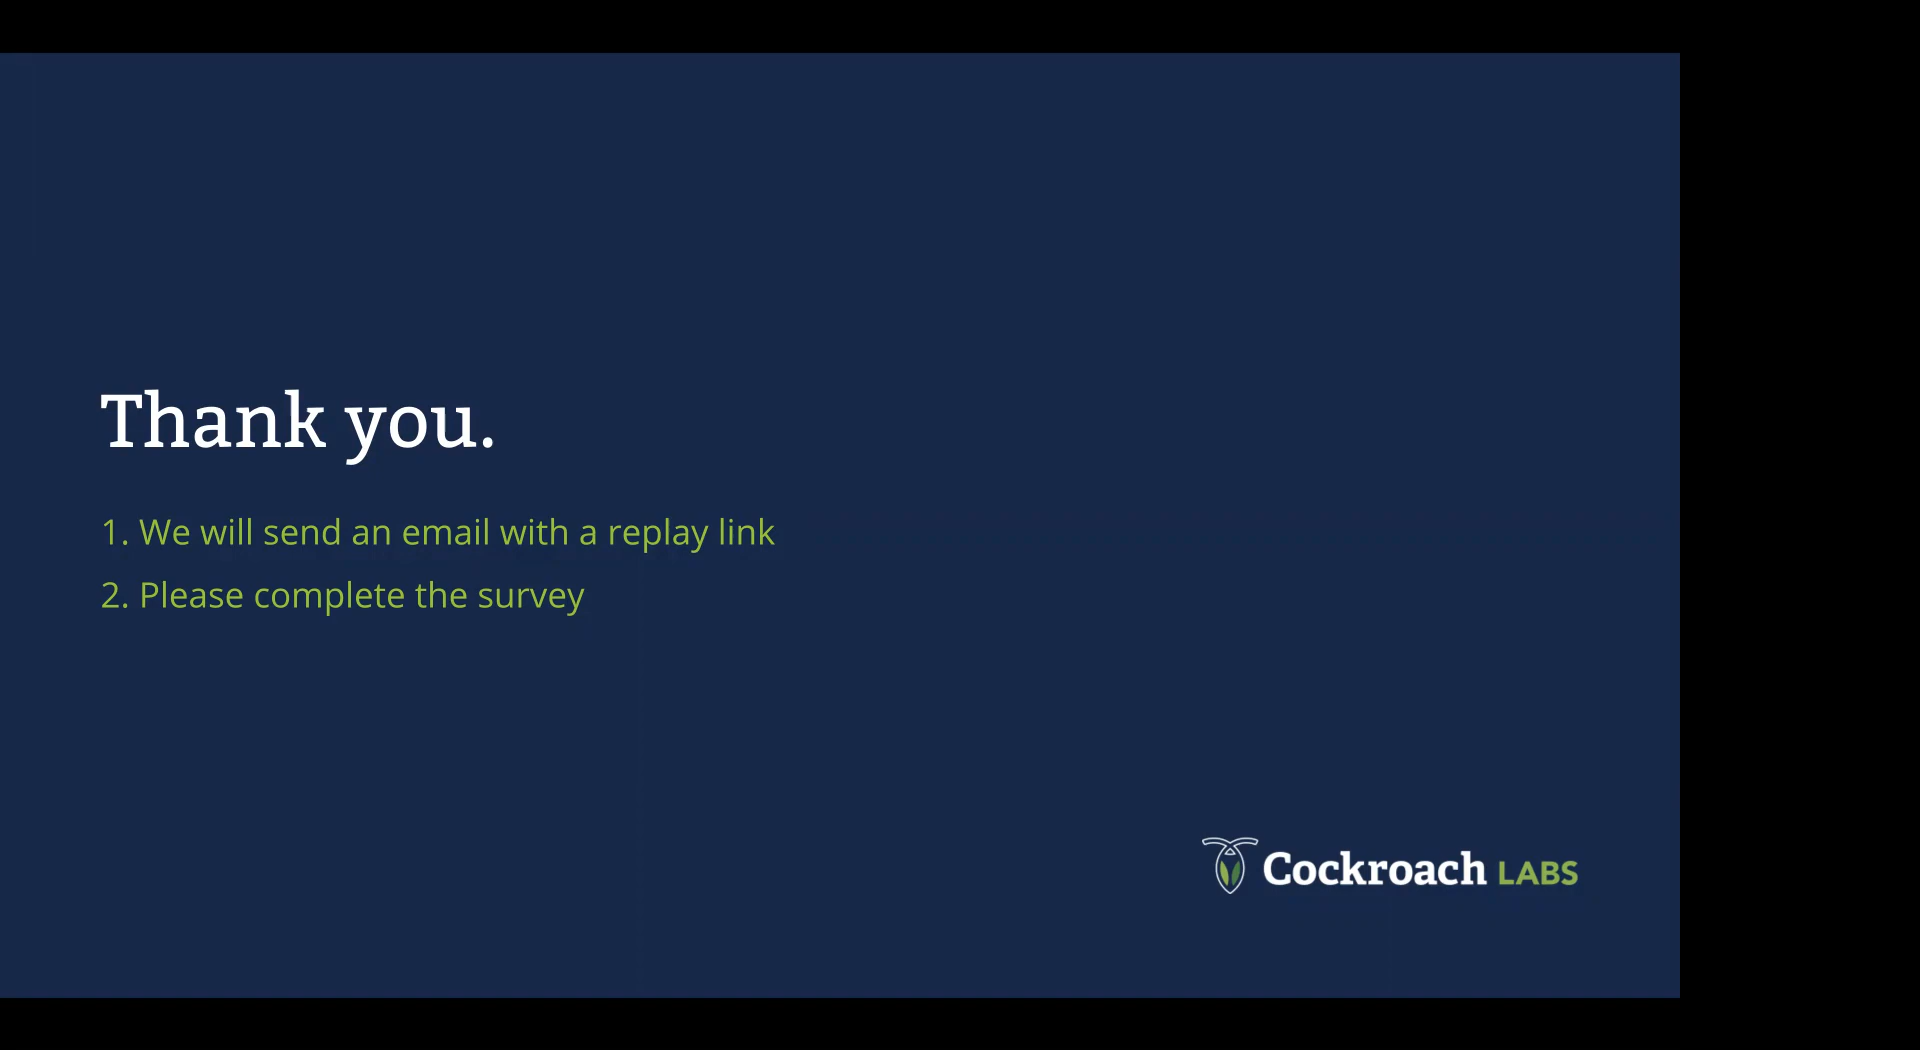 Thank you.
1. We will send an email with a replay link
2. Please complete the survey
Cockroach LABS